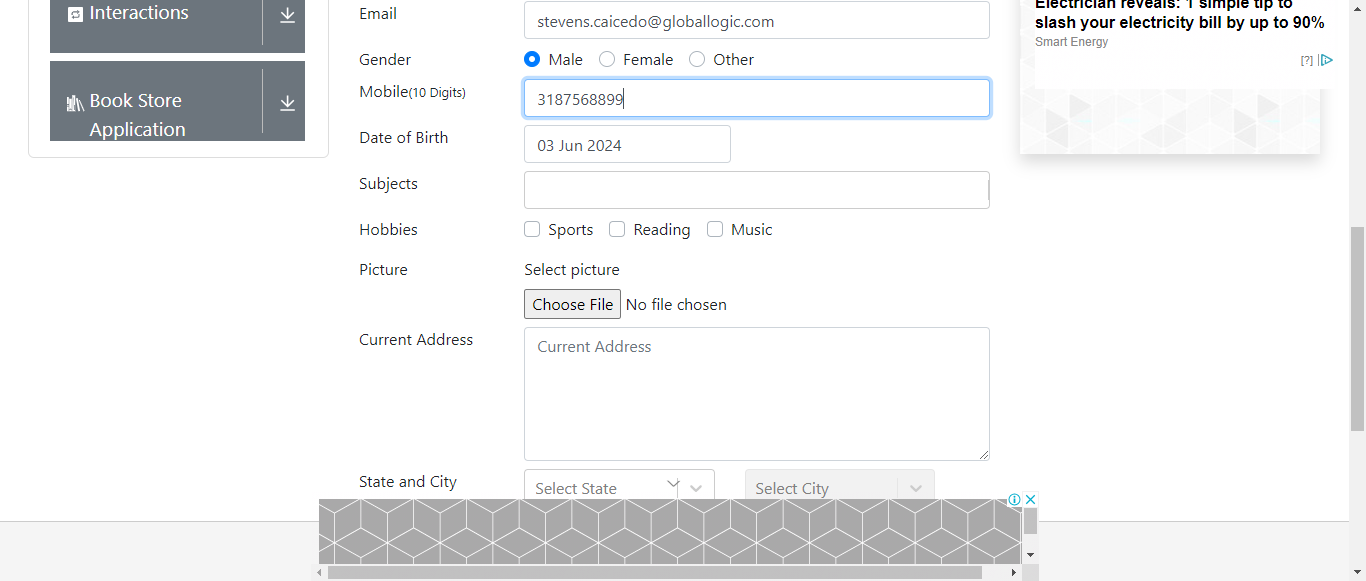 Interactions
Book Store
Application
Email
stevens.caicedo@globallogic.com
Gender
Male Female Other
Mobile(10 Digits)
3187568899
Date of Birth
03 Jun 2024
Subjects
Hobbies
Sports Reading Music
Picture
Select picture
Choose File No file chosen
Current Address
Current Address
State and City
Select State
Select City
Electrician reveals: 1 simple tip to
slash your electricity bill by up to 90%
Smart Energy
[?]